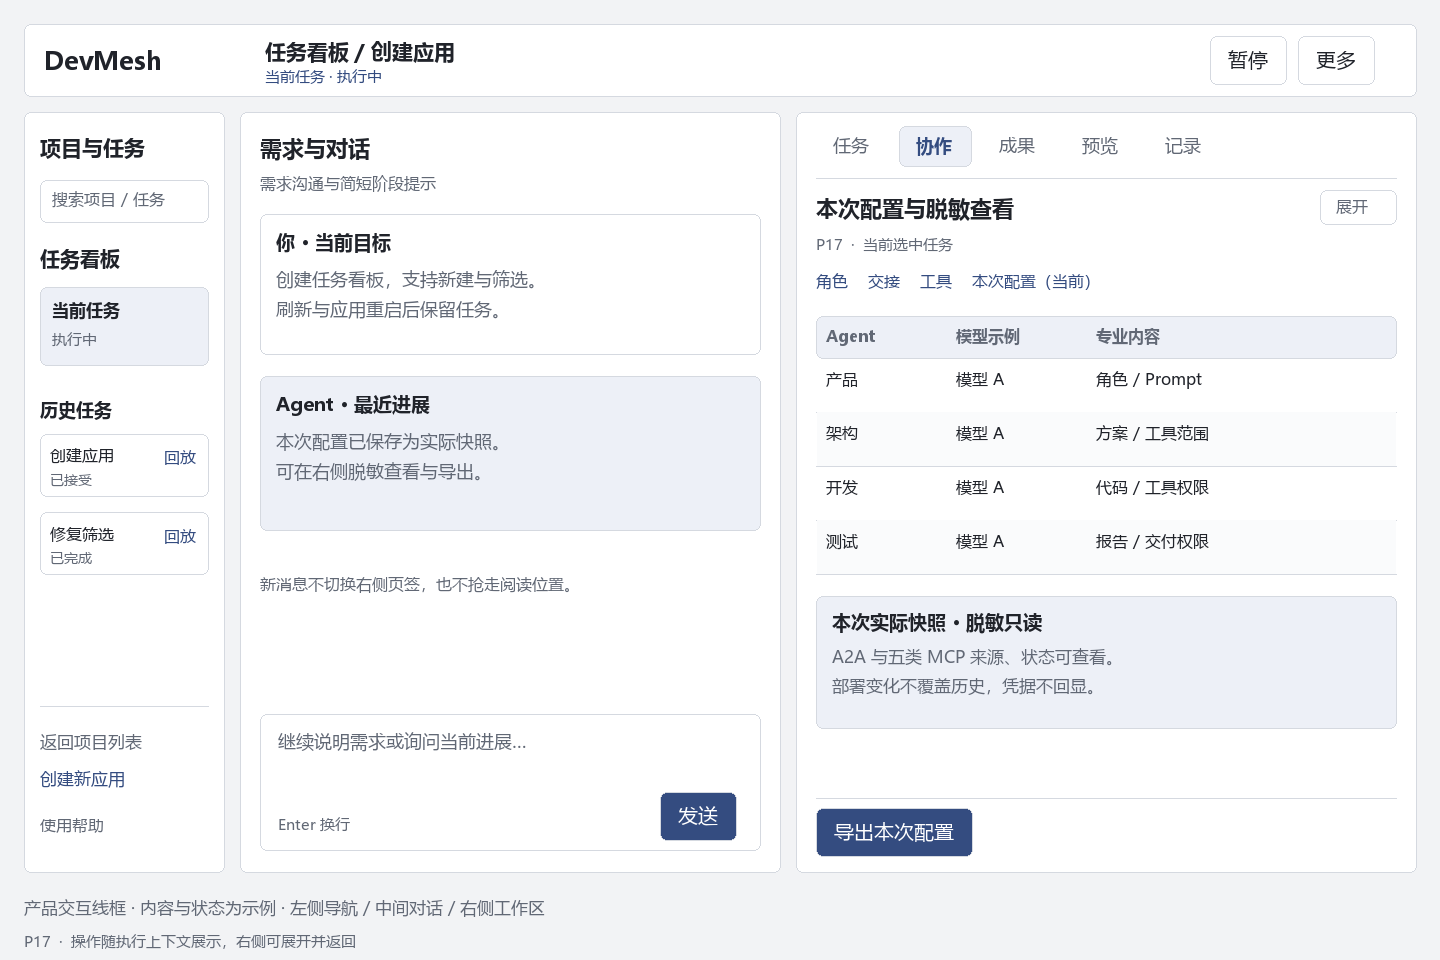 DevMesh
任务看板 / 创建应用
当前任务 · 执行中
暂停
更多
项目与任务
搜索项目 / 任务
任务看板
当前任务
执行中
历史任务
创建应用
回放
已接受
修复筛选
回放
已完成
返回项目列表
创建新应用
使用帮助
需求与对话
需求沟通与简短阶段提示
你 · 当前目标
创建任务看板，支持新建与筛选。
刷新与应用重启后保留任务。
Agent · 最近进展
本次配置已保存为实际快照。
可在右侧脱敏查看与导出。
新消息不切换右侧页签，也不抢走阅读位置。
继续说明需求或询问当前进展...
Enter 换行
发送
任务 协作 成果 预览 记录
本次配置与脱敏查看
展开
P17 · 当前选中任务
角色 交接 工具 本次配置（当前）
Agent 模型示例 专业内容
产品 模型 A 角色 / Prompt
架构 模型 A 方案 / 工具范围
开发 模型 A 代码 / 工具权限
测试 模型 A 报告 / 交付权限
本次实际快照 · 脱敏只读
A2A 与五类 MCP 来源、状态可查看。
部署变化不覆盖历史，凭据不回显。
导出本次配置
产品交互线框 · 内容与状态为示例 · 左侧导航 / 中间对话 / 右侧工作区
P17 · 操作随执行上下文展示，右侧可展开并返回